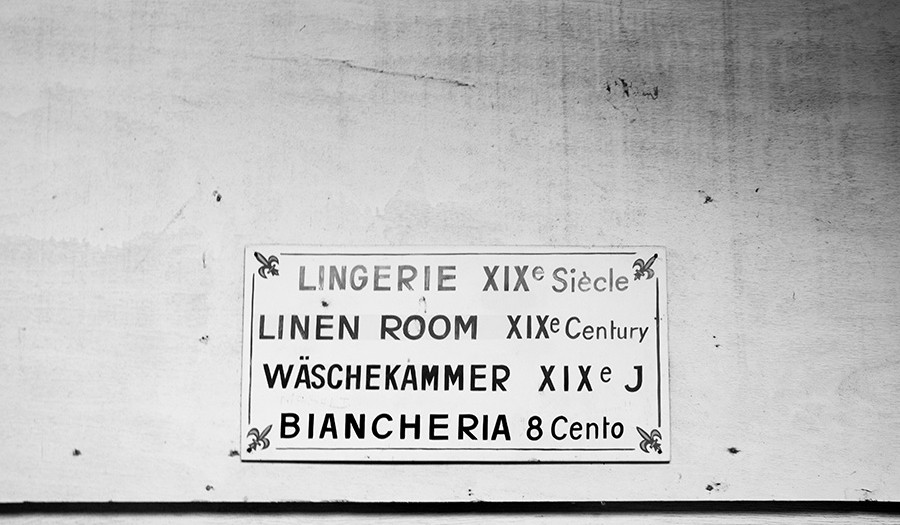 LINGERIE XIXe Siècle
LINEN ROOM XIXe Century
WÄSCHEKAMMER XIXe J
BIANCHERIA 8 Cento